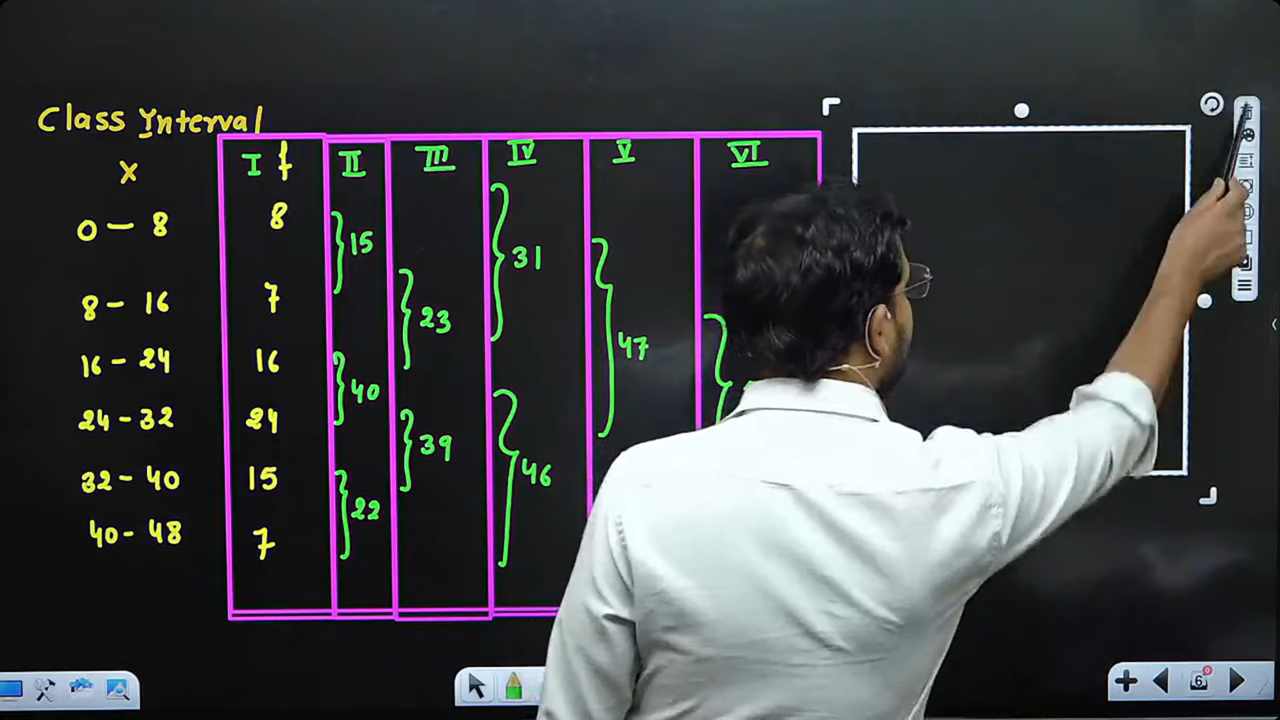 Class Interval
x I f II III IV V VI
0 - 8 8 15 31
8 - 16 7 23 47
16 - 24 16 40
24 - 32 24 39 46
32 - 40 15 22
40 - 48 7
6